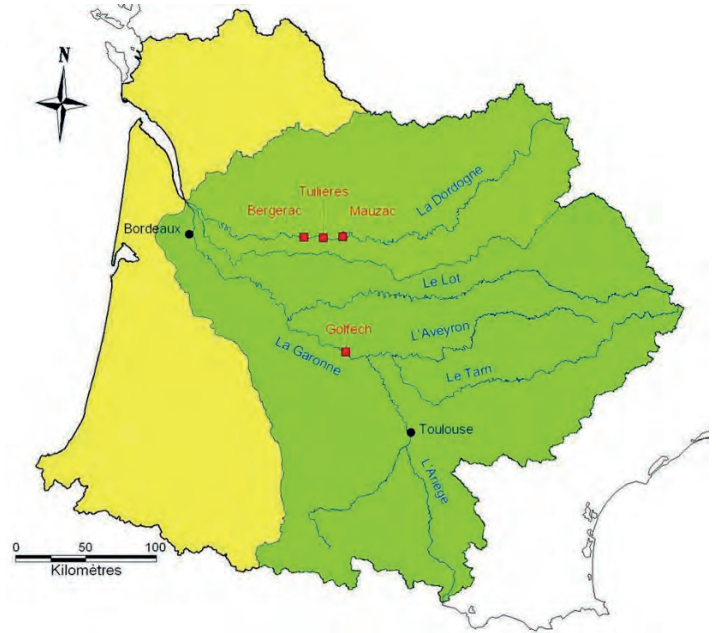 N
Tuilières
Bergerac
Mauzac
La Dordogne
Bordeaux
Le Lot
Golfech
L'Aveyron
La Garonne
Le Tarn
Toulouse
L'Ariège
0 50 100
Kilomètres